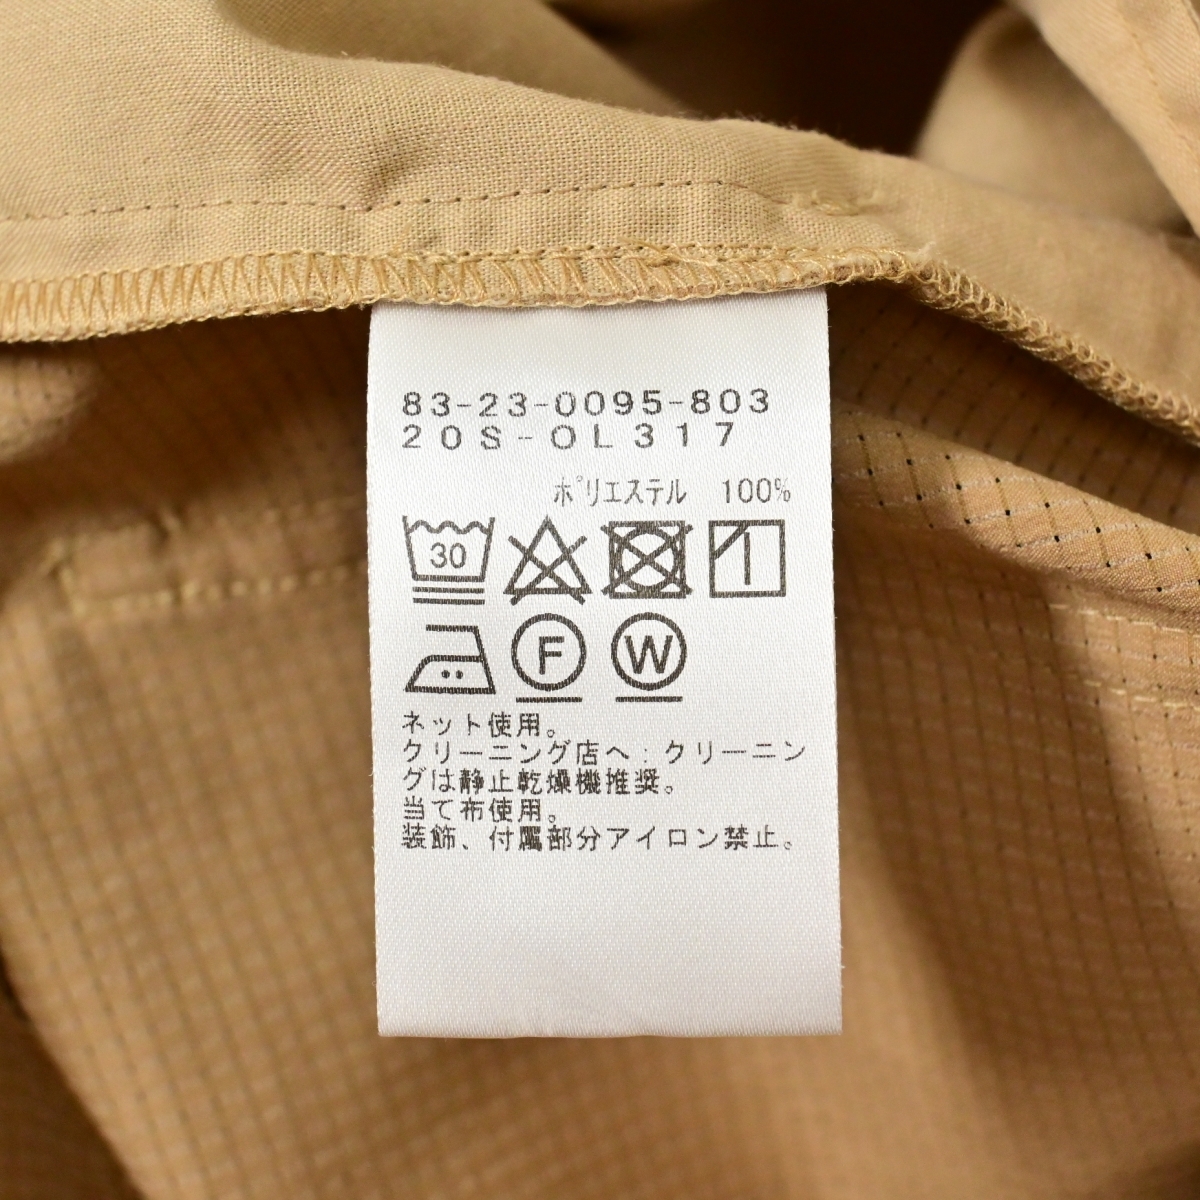 83-23-0095-803
20S-OL317
ポリエステル 100%
30
F W
ネット使用。
クリーニング店へ：クリーニン
グは静止乾燥機推奨。
当て布使用。
装飾、付属部分アイロン禁止。